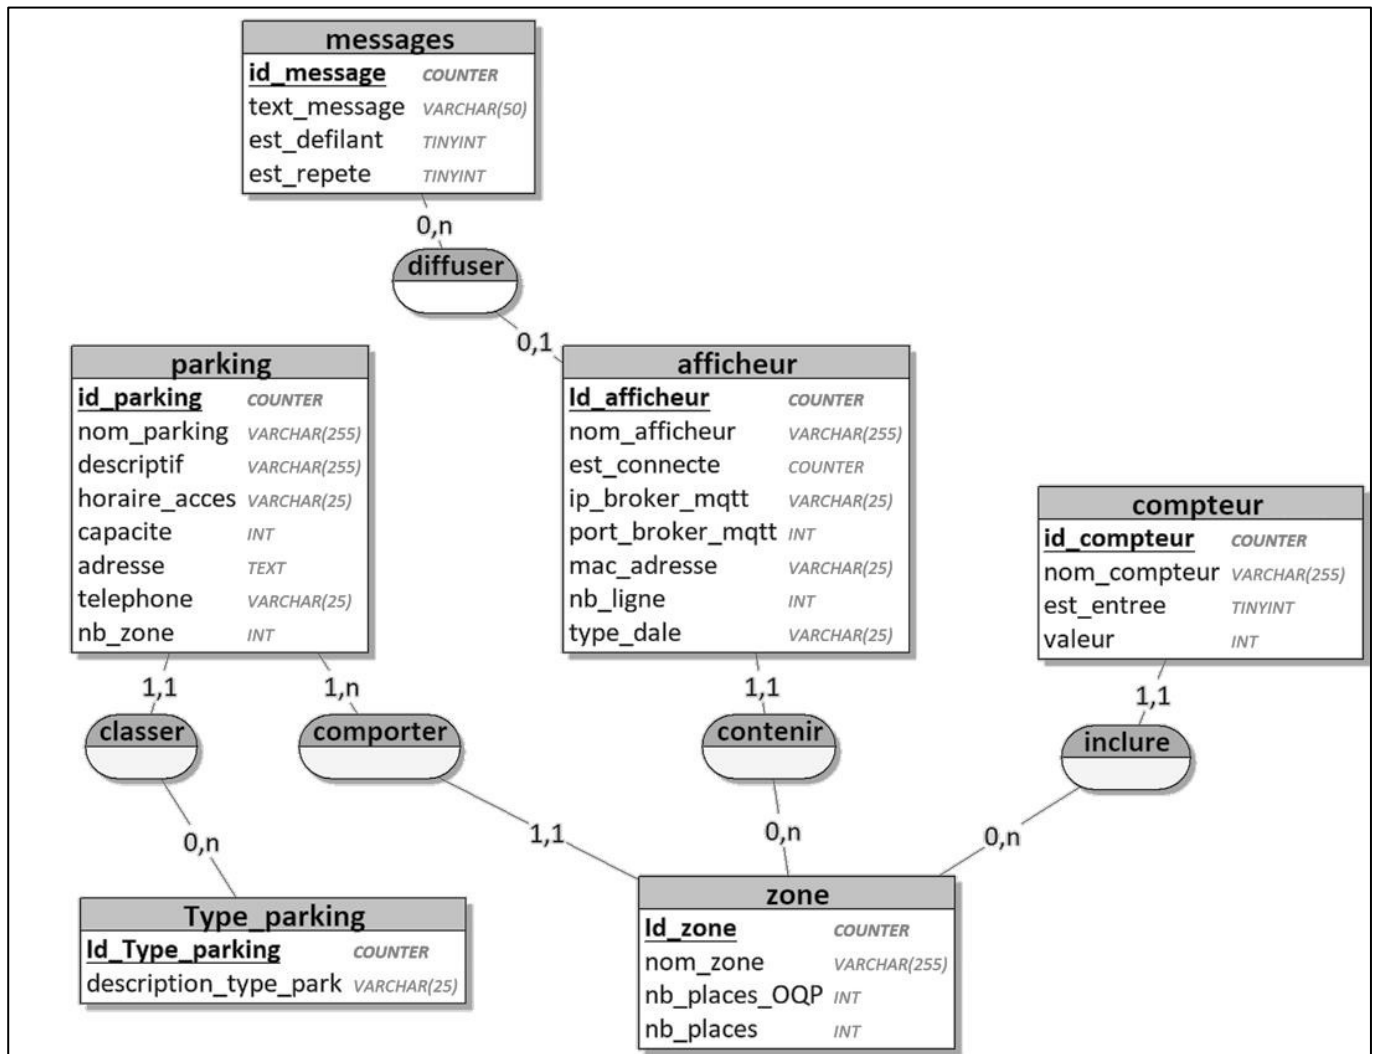 messages
id_message COUNTER
text_message VARCHAR(50)
est_defilant TINYINT
est_repete TINYINT
0,n
diffuser
0,1
parking
id_parking COUNTER
nom_parking VARCHAR(255)
descriptif VARCHAR(255)
horaire_acces VARCHAR(25)
capacite INT
adresse TEXT
telephone VARCHAR(25)
nb_zone INT
afficheur
Id_afficheur COUNTER
nom_afficheur VARCHAR(255)
est_connecte COUNTER
ip_broker_mqtt VARCHAR(25)
port_broker_mqtt INT
mac_adresse VARCHAR(25)
nb_ligne INT
type_dale VARCHAR(25)
compteur
id_compteur COUNTER
nom_compteur VARCHAR(255)
est_entree TINYINT
valeur INT
1,1
1,n
1,1
1,1
classer
comporter
contenir
inclure
0,n
1,1
0,n
0,n
Type_parking
Id_Type_parking COUNTER
description_type_park VARCHAR(25)
zone
Id_zone COUNTER
nom_zone VARCHAR(255)
nb_places_OQP INT
nb_places INT